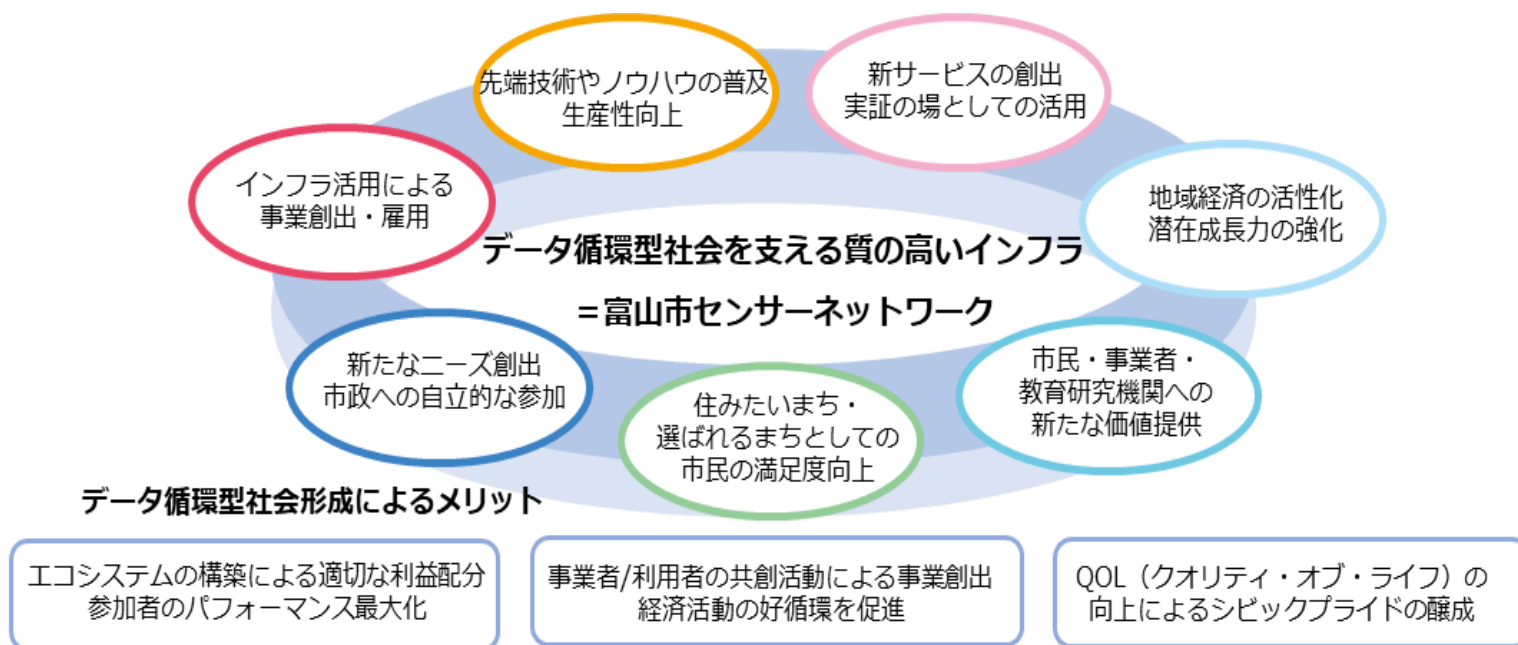 先端技術やノウハウの普及
生産性向上
新サービスの創出
実証の場としての活用
インフラ活用による
事業創出・雇用
地域経済の活性化
潜在成長力の強化
データ循環型社会を支える質の高いインフラ
＝富山市センサーネットワーク
新たなニーズ創出
市政への自立的な参加
住みたいまち・
選ばれるまちとしての
市民の満足度向上
市民・事業者・
教育研究機関への
新たな価値提供
データ循環型社会形成によるメリット
エコシステムの構築による適切な利益配分
参加者のパフォーマンス最大化
事業者/利用者の共創活動による事業創出
経済活動の好循環を促進
QOL（クオリティ・オブ・ライフ）の
向上によるシビックプライドの醸成